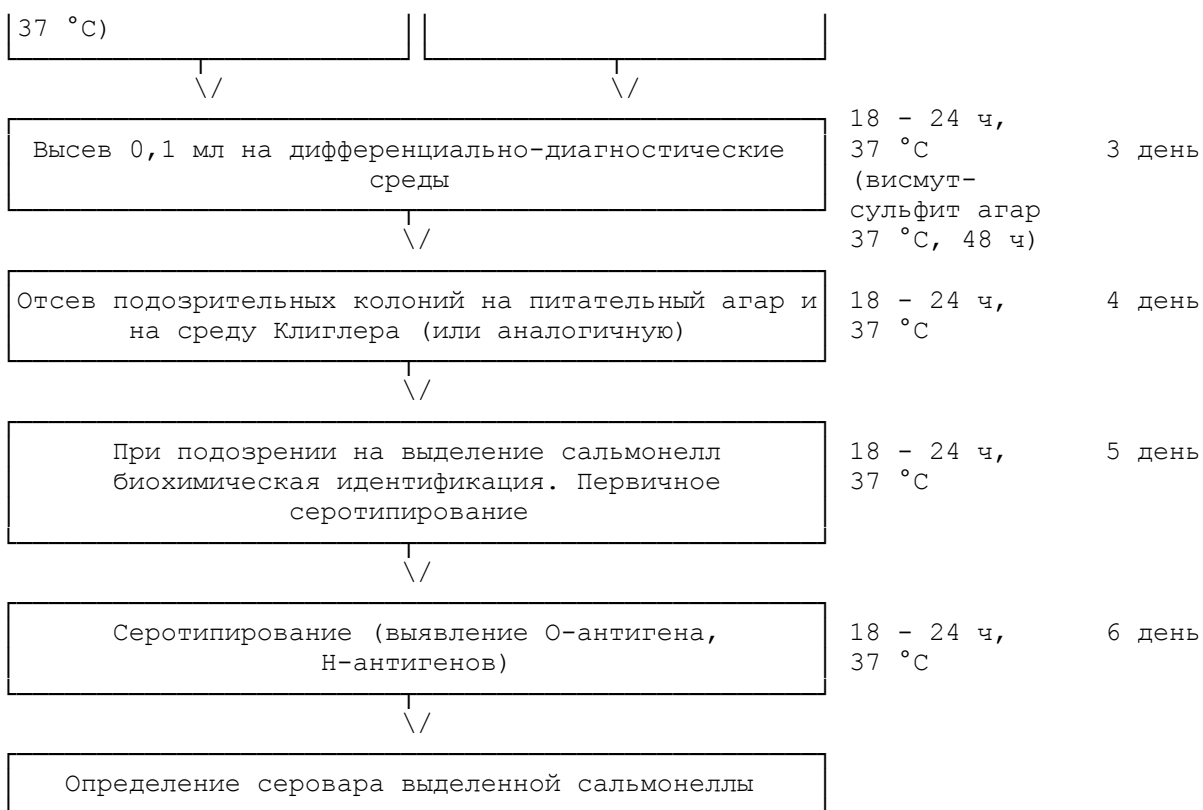 37 °C)
Высев 0,1 мл на дифференциально-диагностические
среды
18 - 24 ч,
37 °C
(висмут-
сульфит агар
37 °C, 48 ч)
3 день
Отсев подозрительных колоний на питательный агар и
на среду Клиглера (или аналогичную)
18 - 24 ч,
37 °C
4 день
При подозрении на выделение сальмонелл
биохимическая идентификация. Первичное
серотипирование
18 - 24 ч,
37 °C
5 день
Серотипирование (выявление О-антигена,
Н-антигенов)
18 - 24 ч,
37 °C
6 день
Определение серовара выделенной сальмонеллы